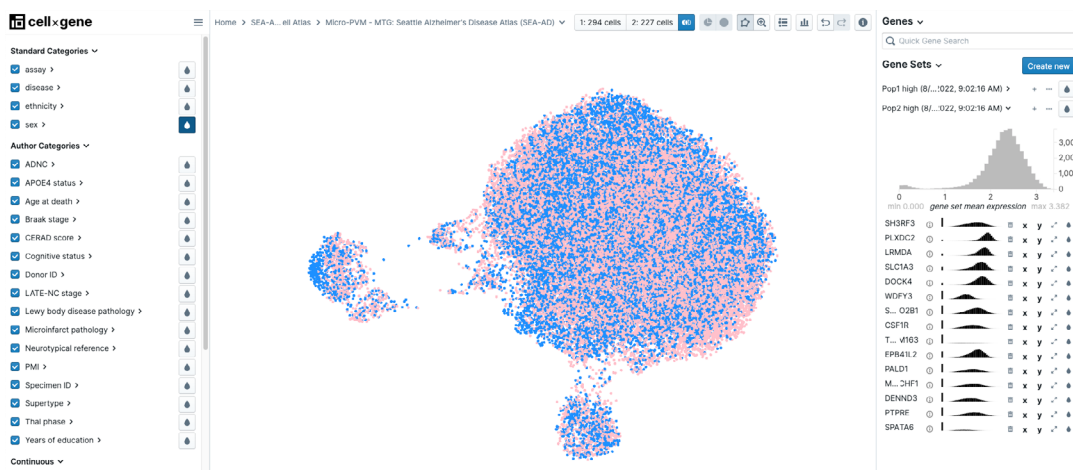 cellxgene
Home > SEA-A...ell Atlas > Micro-PVM - MTG: Seattle Alzheimer's Disease Atlas (SEA-AD)
1: 294 cells
2: 227 cells
Standard Categories
assay >
disease >
ethnicity >
sex >
Author Categories
ADNC >
APOE4 status >
Age at death >
Braak stage >
CERAD score >
Cognitive status >
Donor ID >
LATE-NC stage >
Lewy body disease pathology >
Microinfarct pathology >
Neurotypical reference >
PMI >
Specimen ID >
Supertype >
Thal phase >
Years of education >
Continuous
Genes
Quick Gene Search
Gene Sets
Create new
Pop1 high (8/...:022, 9:02:16 AM) > + ...
Pop2 high (8/...:022, 9:02:16 AM) + ...
3,00
2,00
1,00
0
0 1 2 3
min 0.000 gene set mean expression max 3.382
SH3RF3 x y
PLXDC2 x y
LRMDA x y
SLC1A3 x y
DOCK4 x y
WDFY3 x y
S... O2B1 x y
CSF1R x y
T... M163 x y
EPB41L2 x y
PALD1 x y
M... CHF1 x y
DENND3 x y
PTPRE x y
SPATA6 x y